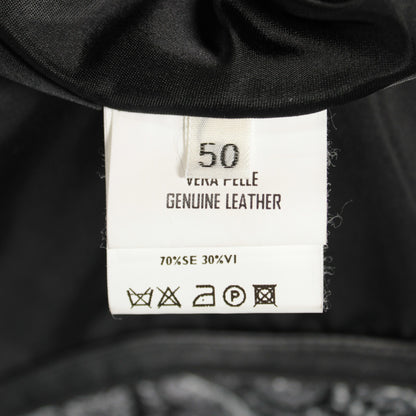 50
VERA PELLE
GENUINE LEATHER
70%SE 30%VI
P